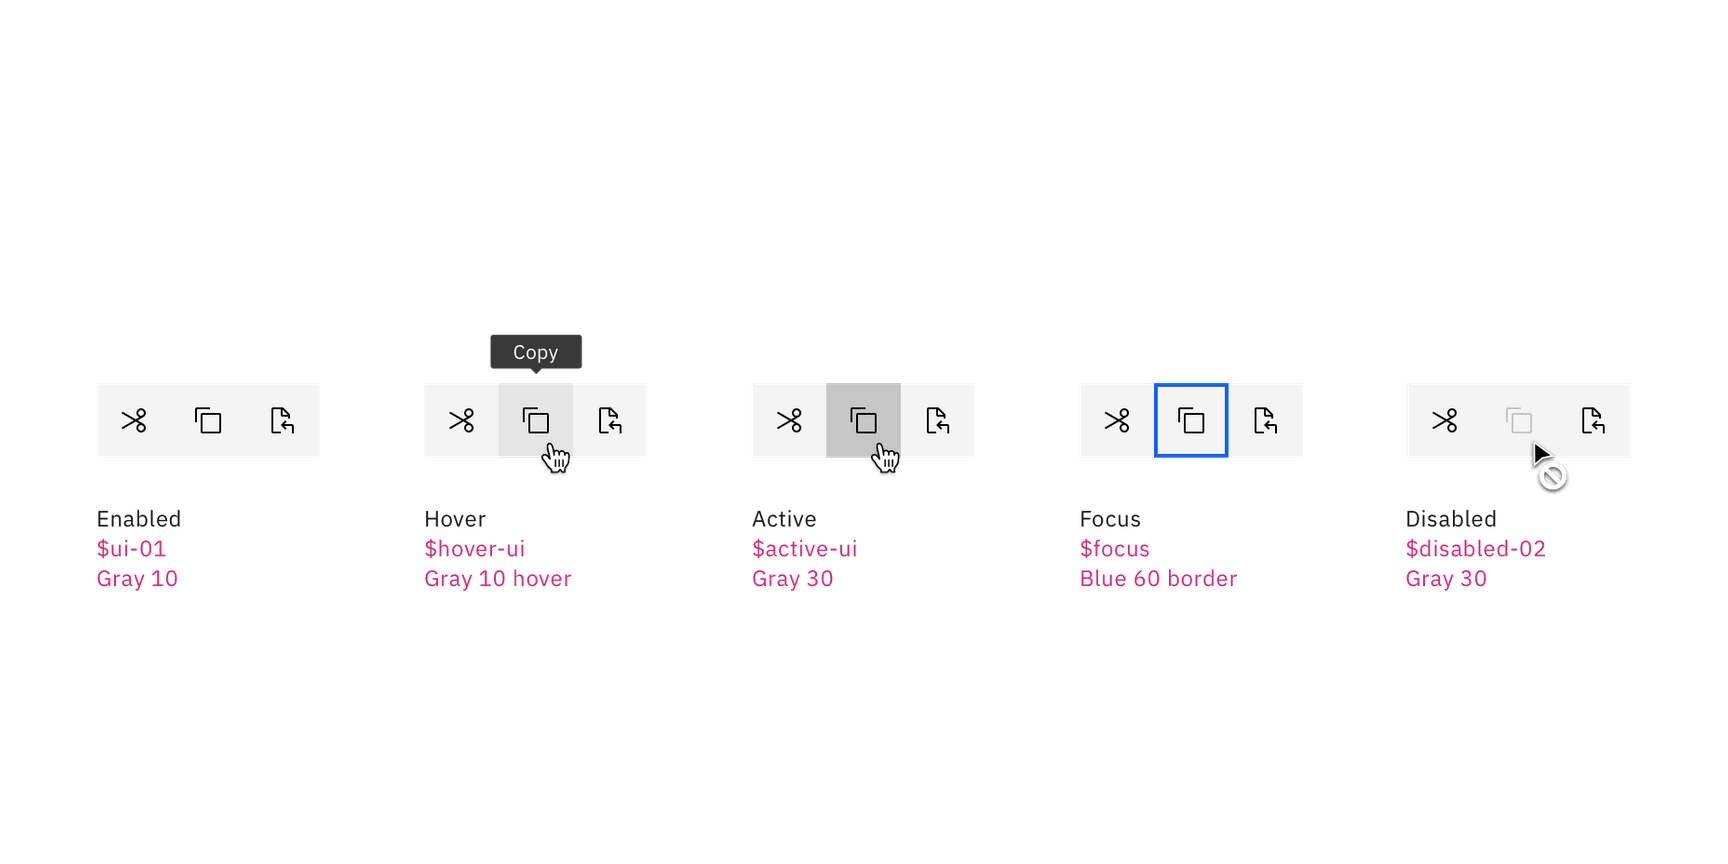 Copy
Enabled
$ui-01
Gray 10
Hover
$hover-ui
Gray 10 hover
Active
$active-ui
Gray 30
Focus
$focus
Blue 60 border
Disabled
$disabled-02
Gray 30